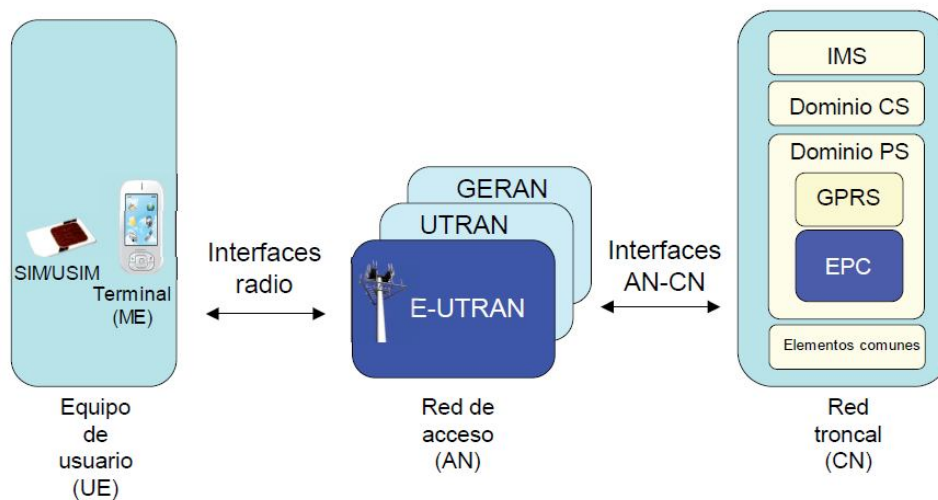 SIM/USIM
Terminal
(ME)
Equipo
de
usuario
(UE)
Interfaces
radio
GERAN
UTRAN
E-UTRAN
Red de
acceso
(AN)
Interfaces
AN-CN
IMS
Dominio CS
Dominio PS
GPRS
EPC
Elementos comunes
Red
troncal
(CN)